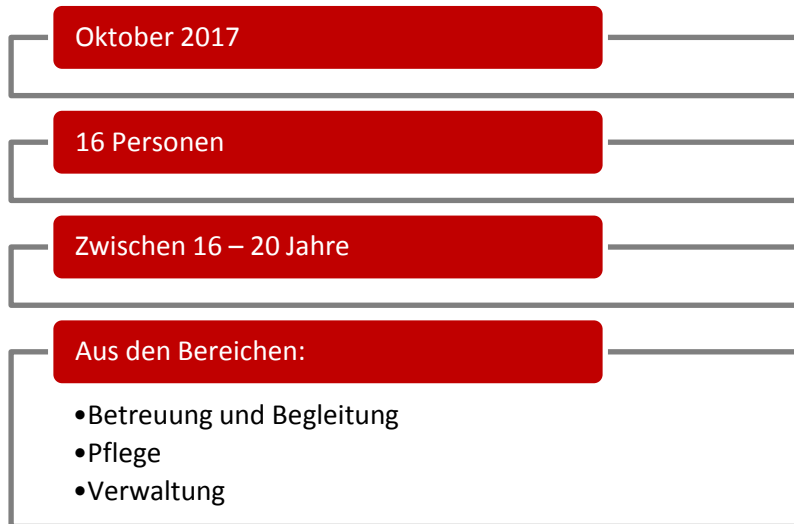 Oktober 2017
16 Personen
Zwischen 16 – 20 Jahre
Aus den Bereichen:
•Betreuung und Begleitung
•Pflege
•Verwaltung